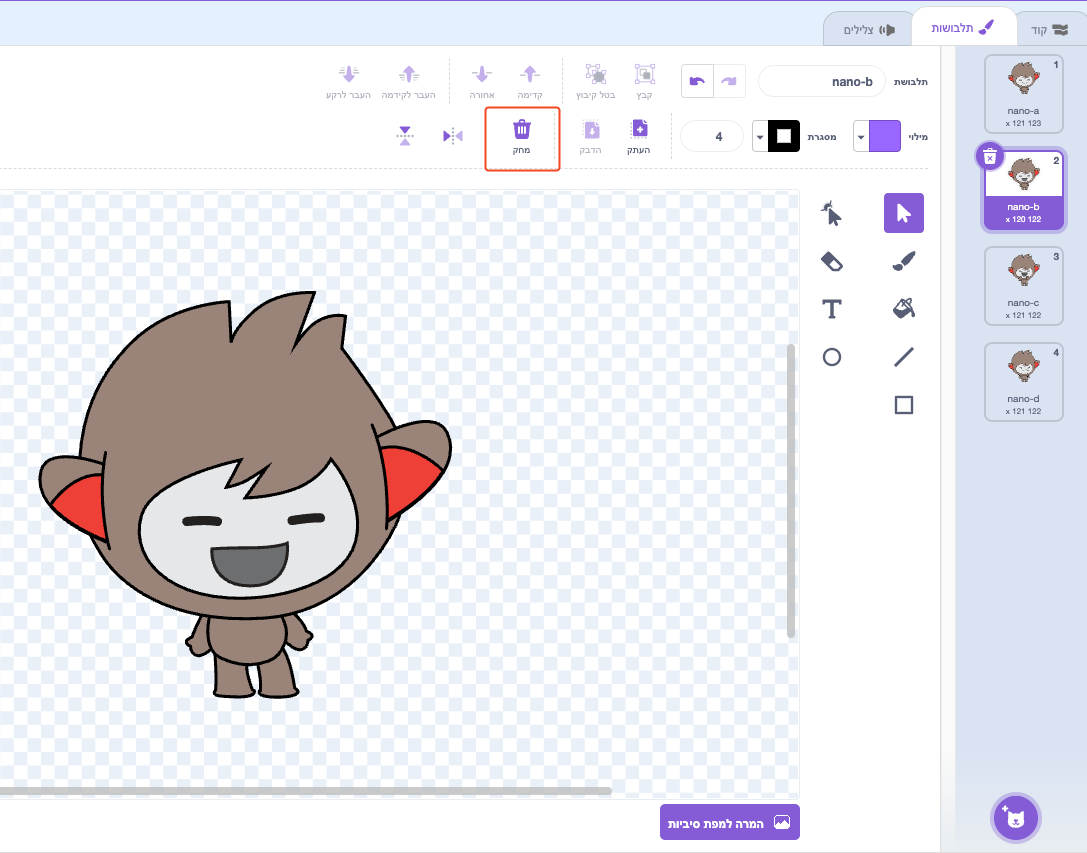 קוד
תלבושות
צלילים
1
nano-a
121 x 123
2
nano-b
120 x 122
3
nano-c
121 x 122
4
nano-d
121 x 122
תלבושת
nano-b
קבץ
בטל קיבוץ
קדימה
אחורה
העבר לקידמה
העבר לרקע
מילוי
מסגרת
4
העתק
הדבק
מחק
T
המרה למפת סיביות